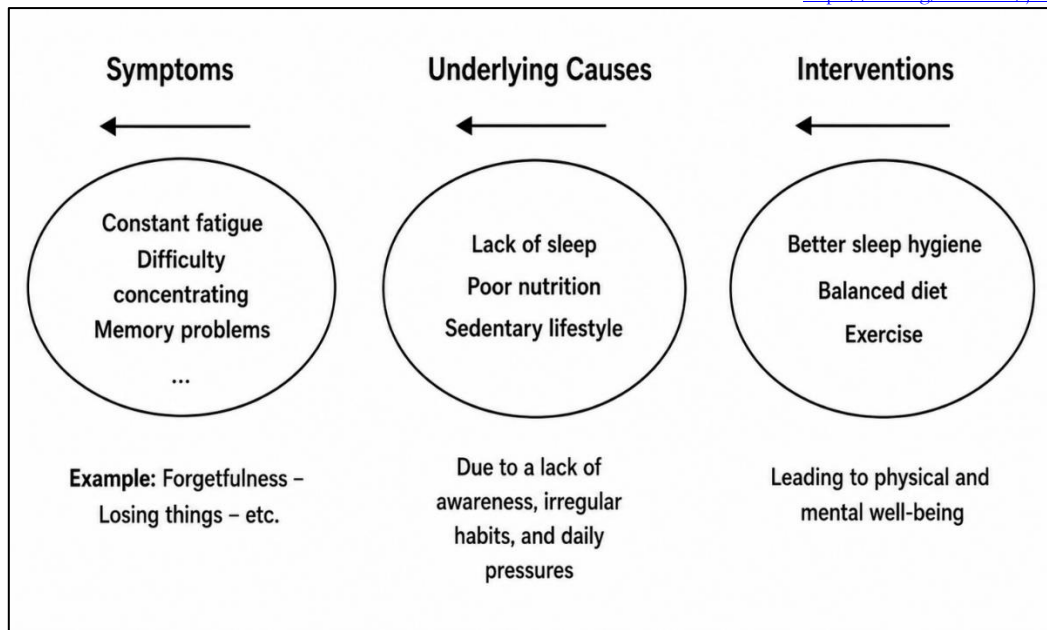 Symptoms
Constant fatigue
Difficulty
concentrating
Memory problems
...
Example: Forgetfulness –
Losing things – etc.
Underlying Causes
Lack of sleep
Poor nutrition
Sedentary lifestyle
Due to a lack of
awareness, irregular
habits, and daily
pressures
Interventions
Better sleep hygiene
Balanced diet
Exercise
Leading to physical and
mental well-being